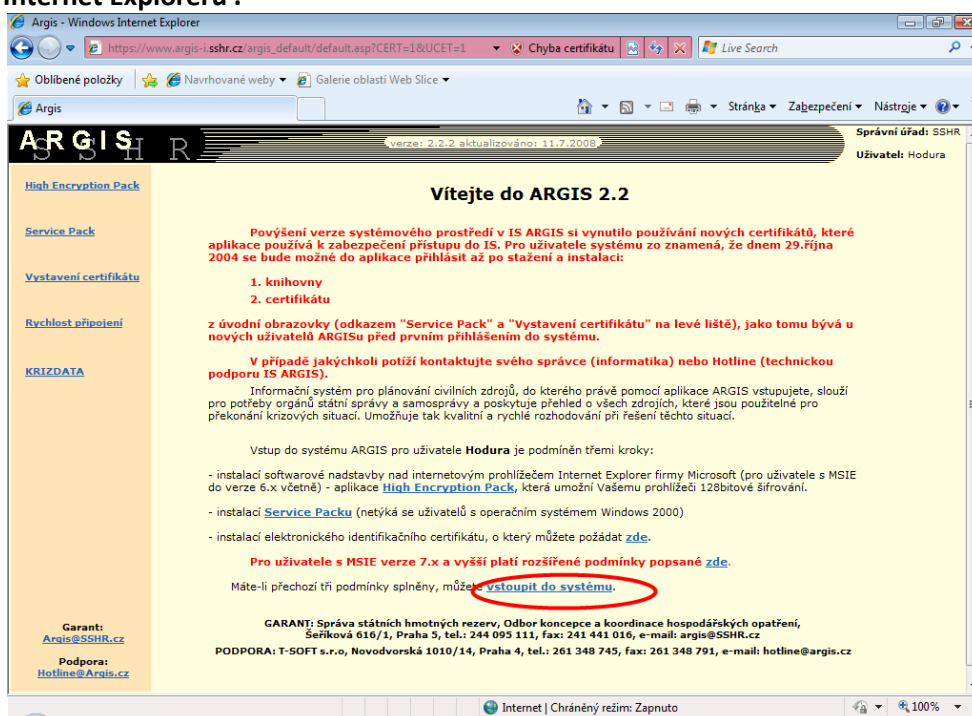 Internet Exploreru :
Argis - Windows Internet Explorer
https://www.argis-i.sshr.cz/argis_default/default.asp?CERT=1&UCET=1
Chyba certifikátu
Live Search
Oblíbené položky
Navrhované weby
Galerie oblastí Web Slice
Argis
Stránka
Zabezpečení
Nástroje
ARGIS
SSHR
verze: 2.2.2 aktualizováno: 11.7.2008
Správní úřad: SSHR
Uživatel: Hodura
High Encryption Pack
Service Pack
Vystavení certifikátu
Rychlost připojení
KRIZDATA
Vítejte do ARGIS 2.2
Povýšení verze systémového prostředí v IS ARGIS si vynutilo používání nových certifikátů, které
aplikace používá k zabezpečení přístupu do IS. Pro uživatele systému zo znamená, že dnem 29.října
2004 se bude možné do aplikace přihlásit až po stažení a instalaci:
1. knihovny
2. certifikátu
z úvodní obrazovky (odkazem "Service Pack" a "Vystavení certifikátu" na levé liště), jako tomu bývá u
nových uživatelů ARGISu před prvním přihlášením do systému.
V případě jakýchkoli potíží kontaktujte svého správce (informatika) nebo Hotline (technickou
podporu IS ARGIS).
Informační systém pro plánování civilních zdrojů, do kterého právě pomocí aplikace ARGIS vstupujete, slouží
pro potřeby orgánů státní správy a samosprávy a poskytuje přehled o všech zdrojích, které jsou použitelné pro
překonání krizových situací. Umožňuje tak kvalitní a rychlé rozhodování při řešení těchto situací.
Vstup do systému ARGIS pro uživatele Hodura je podmíněn třemi kroky:
- instalací softwarové nadstavby nad internetovým prohlížečem Internet Explorer firmy Microsoft (pro uživatele s MSIE
do verze 6.x včetně) - aplikace High Encryption Pack, která umožní Vašemu prohlížeči 128bitové šifrování.
- instalací Service Packu (netýká se uživatelů s operačním systémem Windows 2000)
- instalací elektronického identifikačního certifikátu, o který můžete požádat zde.
Pro uživatele s MSIE verze 7.x a vyšší platí rozšířené podmínky popsané zde.
Máte-li přechozí tři podmínky splněny, můžete vstoupit do systému.
Garant:
Argis@SSHR.cz
Podpora:
Hotline@Argis.cz
GARANT: Správa státních hmotných rezerv, Odbor koncepce a koordinace hospodářských opatření,
Šeříková 616/1, Praha 5, tel.: 244 095 111, fax: 241 441 016, e-mail: argis@SSHR.cz
PODPORA: T-SOFT s.r.o, Novodvorská 1010/14, Praha 4, tel.: 261 348 745, fax: 261 348 791, e-mail: hotline@argis.cz
Internet | Chráněný režim: Zapnuto
100%